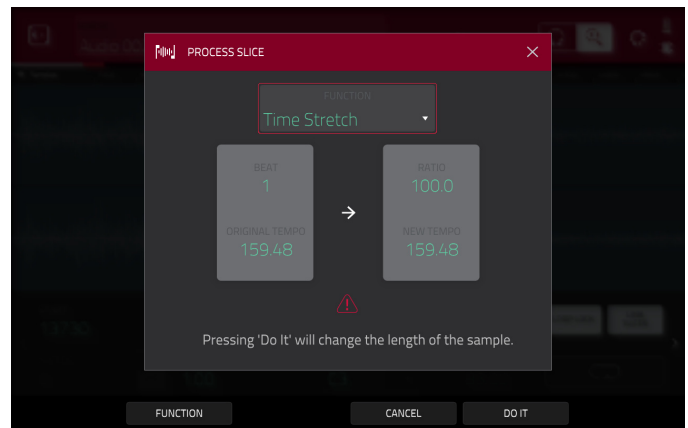 PROCESS SLICE
FUNCTION
Time Stretch
BEAT
1
ORIGINAL TEMPO
159.48
RATIO
100.0
NEW TEMPO
159.48
Pressing 'Do It' will change the length of the sample.
FUNCTION
CANCEL
DO IT